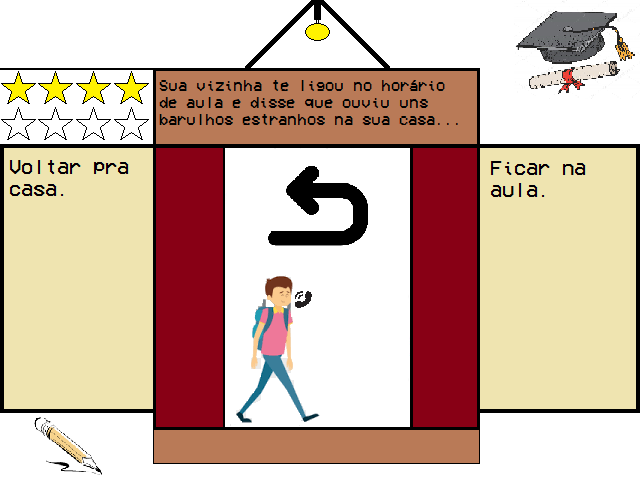 Sua vizinha te ligou no horário
de aula e disse que ouviu uns
barulhos estranhos na sua casa...
Voltar pra
casa.
Ficar na
aula.